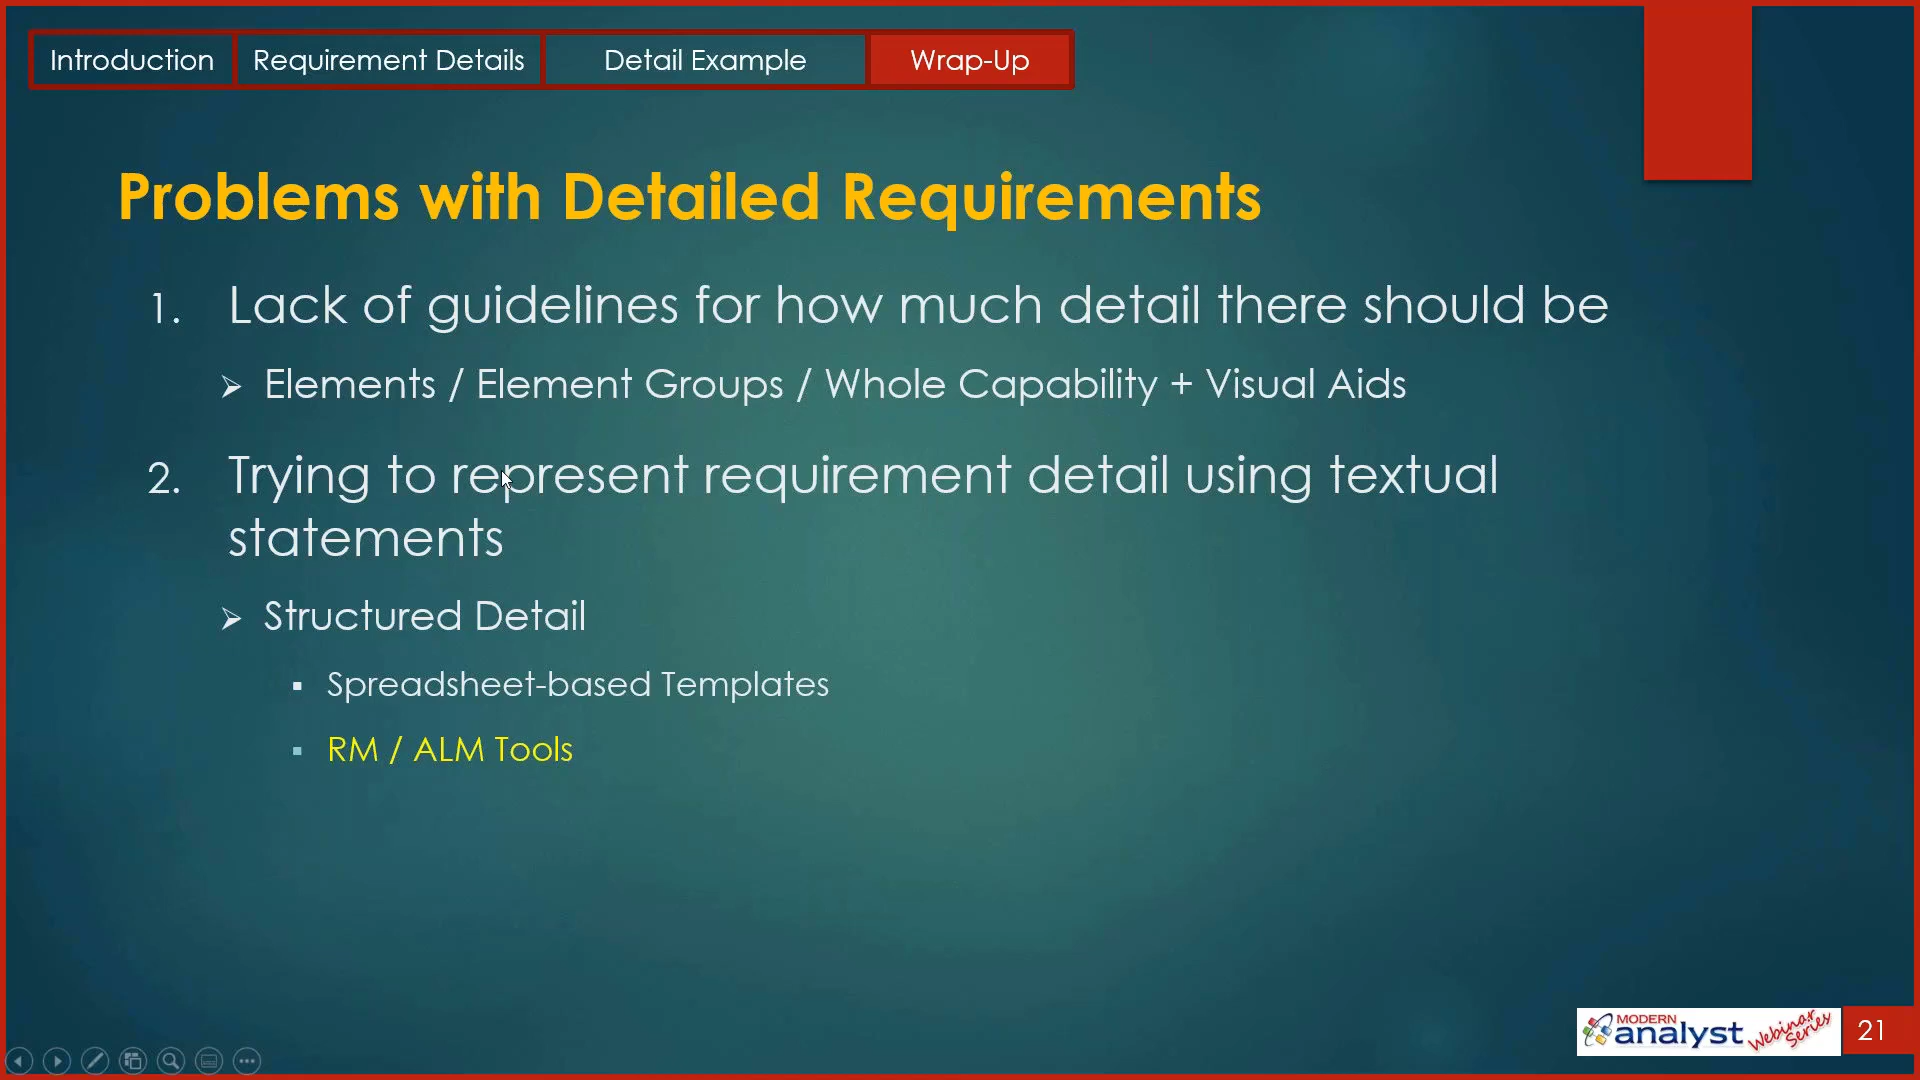 Introduction
Requirement Details
Detail Example
Wrap-Up
Problems with Detailed Requirements
1. Lack of guidelines for how much detail there should be
Elements / Element Groups / Whole Capability + Visual Aids
2. Trying to represent requirement detail using textual
statements
Structured Detail
Spreadsheet-based Templates
RM / ALM Tools
MODERN
analyst
Webinar
Series
21